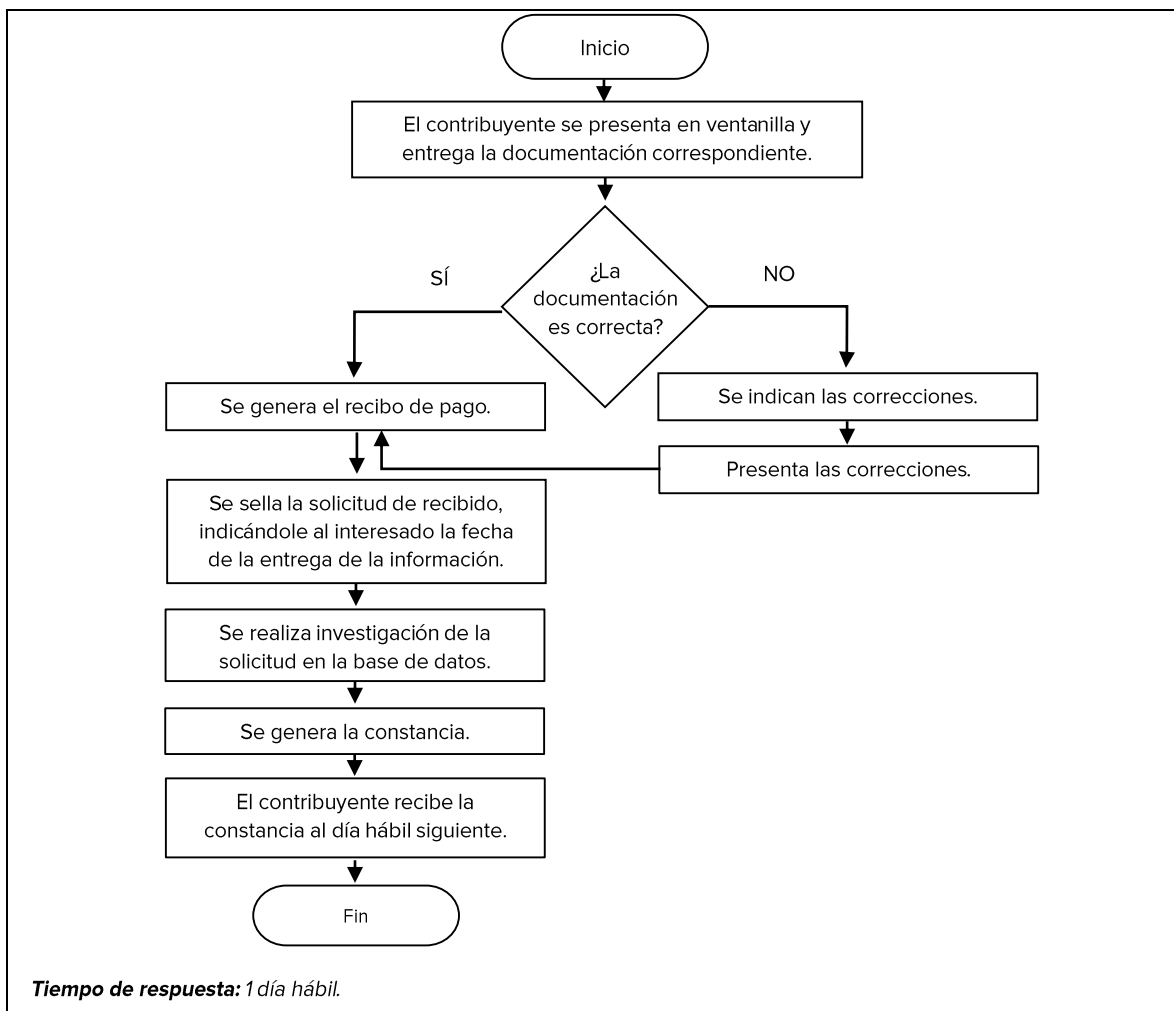 Inicio
El contribuyente se presenta en ventanilla y
entrega la documentación correspondiente.
¿La
documentación
es correcta?
SÍ
NO
Se genera el recibo de pago.
Se indican las correcciones.
Presenta las correcciones.
Se sella la solicitud de recibido,
indicándole al interesado la fecha
de la entrega de la información.
Se realiza investigación de la
solicitud en la base de datos.
Se genera la constancia.
El contribuyente recibe la
constancia al día hábil siguiente.
Fin
Tiempo de respuesta: 1 día hábil.